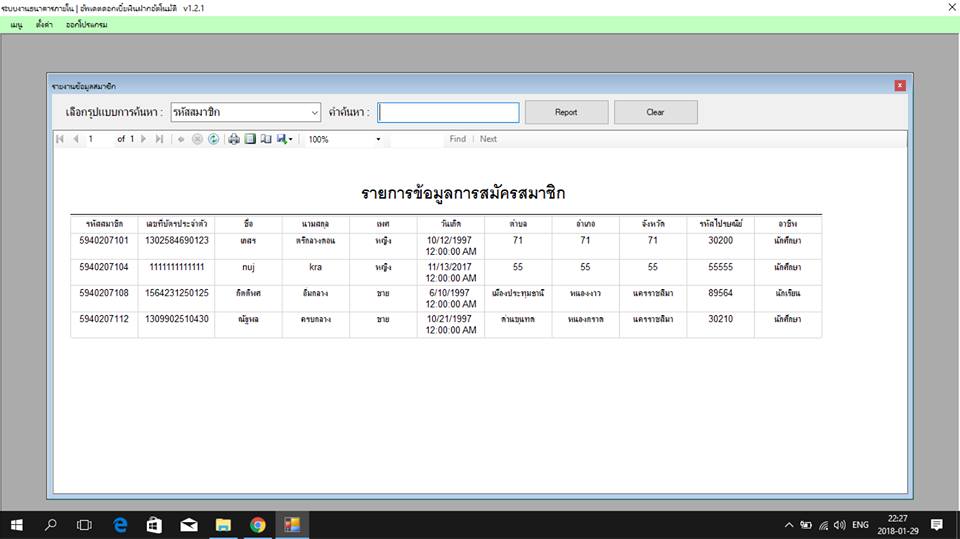 ระบบงานธนาคารภายใน | อัพเดตดอกเบี้ยเงินฝากอัตโนมัติ v1.2.1
เมนู ตั้งค่า ออกโปรแกรม
รายงานข้อมูลสมาชิก
เลือกรูปแบบการค้นหา : รหัสสมาชิก คำค้นหา : Report Clear
1 of 1 100% Find | Next
รายการข้อมูลการสมัครสมาชิก
รหัสสมาชิก เลขที่บัตรประจำตัว ชื่อ นามสกุล เพศ วันเกิด ตำบล อำเภอ จังหวัด รหัสไปรษณีย์ อาชีพ
5940207101 1302584690123 เกสร ตรีกลางดอน หญิง 10/12/1997 71 71 71 30200 นักศึกษา
12:00:00 AM
5940207104 1111111111111 nuj kra หญิง 11/13/2017 55 55 55 55555 นักศึกษา
12:00:00 AM
5940207108 1564231250125 กิตติพศ อิ่มกลาง ชาย 6/10/1997 เมืองประทุมธานี หนองงาว นครราชสีมา 89564 นักเรียน
12:00:00 AM
5940207112 1309902510430 ณัฐพล ครบกลาง ชาย 10/21/1997 ด่านขุนทด หนองกราด นครราชสีมา 30210 นักศึกษา
12:00:00 AM
ENG 22:27
2018-01-29